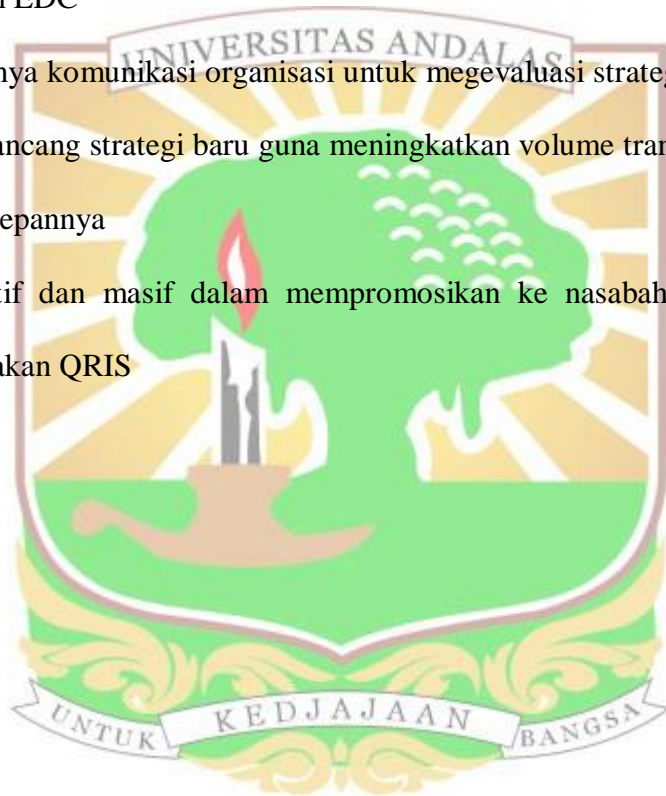 EDC
UNIVERSITAS ANDALAS
nya komunikasi organisasi untuk megevaluasi strateg
ancang strategi baru guna meningkatkan volume tran
epannya
tif dan masif dalam mempromosikan ke nasabah
akan QRIS
UNTUK KEDJAJAAN BANGSA